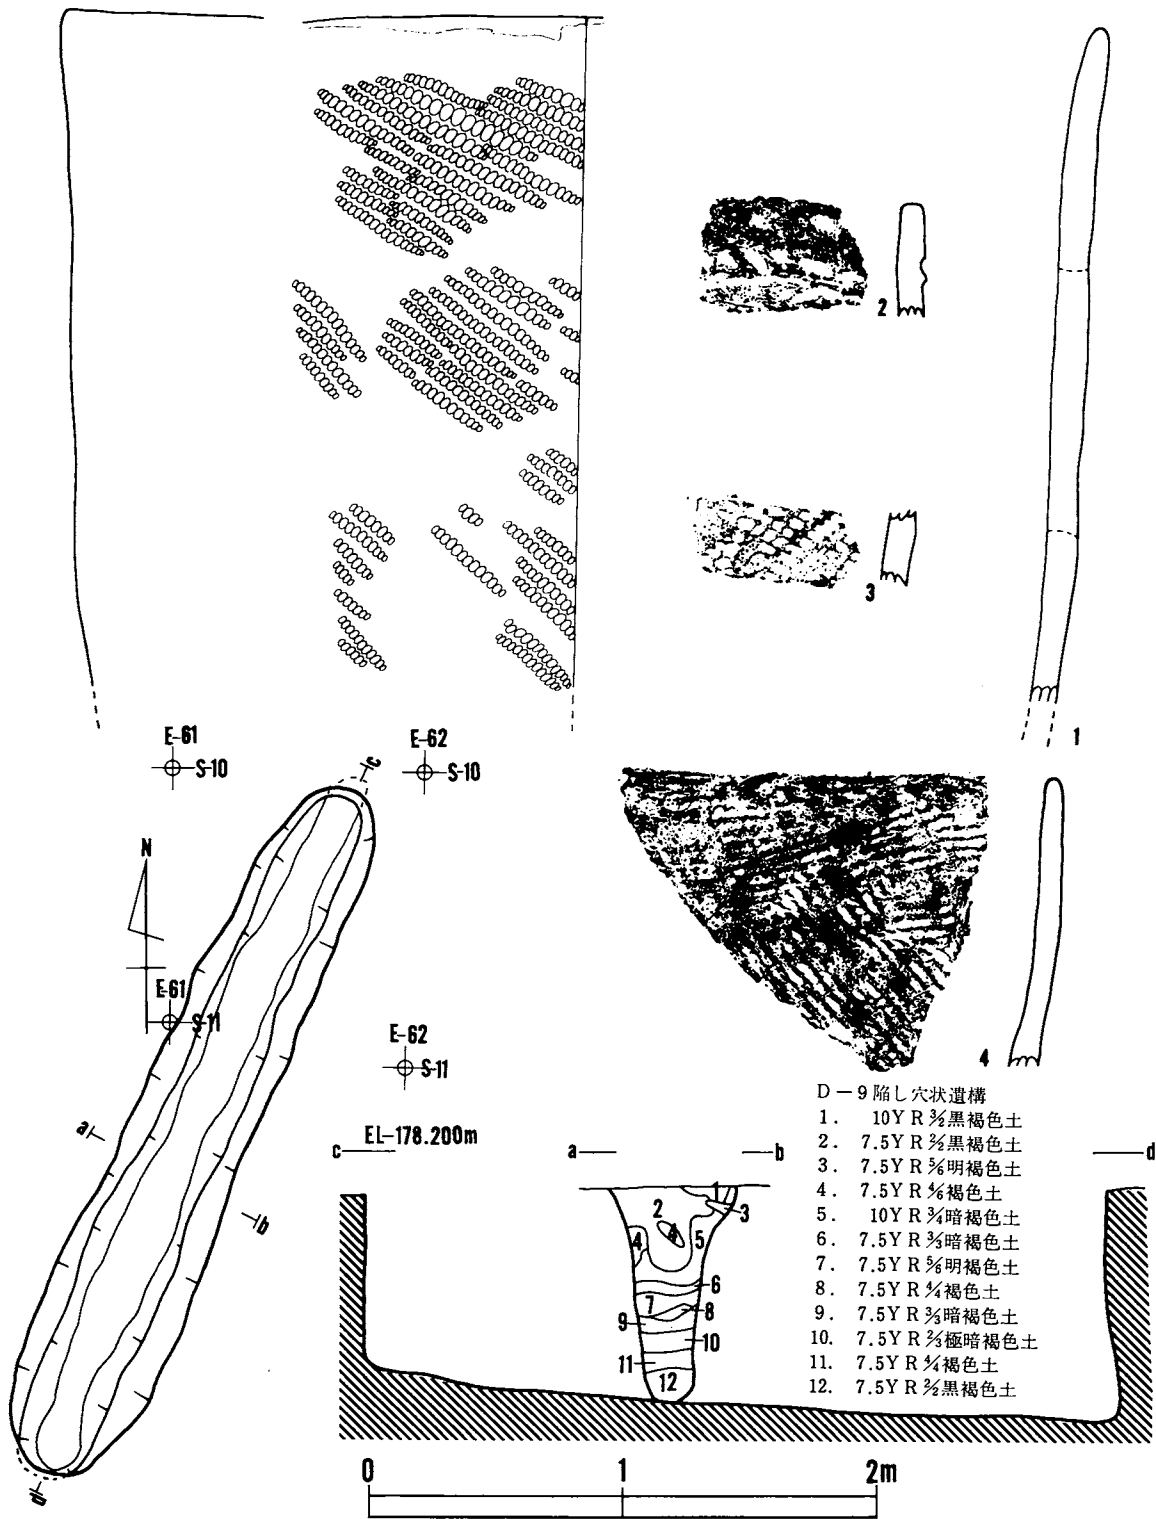 2
3
1
E-61
S-10
E-62
S-10
c
N
E-61
S-11
E-62
S-11
4
a
b
d
D-9陥し穴状遺構
1. 10YR 3/2黒褐色土
2. 7.5YR 2/2黒褐色土
3. 7.5YR 5/6明褐色土
4. 7.5YR 4/6褐色土
5. 10YR 3/4暗褐色土
6. 7.5YR 3/3暗褐色土
7. 7.5YR 5/6明褐色土
8. 7.5YR 4/4褐色土
9. 7.5YR 3/3暗褐色土
10. 7.5YR 2/3極暗褐色土
11. 7.5YR 4/4褐色土
12. 7.5YR 2/2黒褐色土
c EL-178.200m a b d
1
2
3
4
4
5
6
7
8
9
10
11
12
0 1 2m